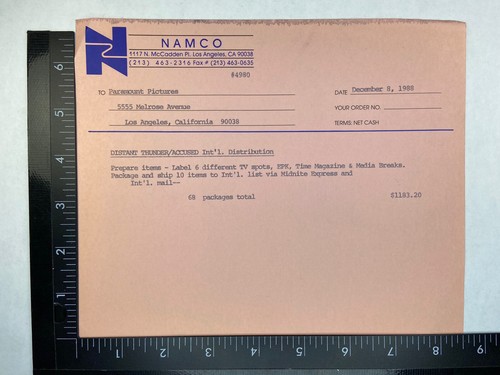 NAMCO
1117 N. McCadden Pl. Los Angeles, CA 90038
(213) 463-2316 Fax # (213) 463-0635
#4980
TO Paramount Pictures
DATE December 8, 1988
5555 Melrose Avenue
YOUR ORDER NO.
Los Angeles, California 90038
TERMS: NET CASH
DISTANT THUNDER/ACCUSED Int'l. Distribution
Prepare items - Label 6 different TV spots, EPK, Time Magazine & Media Breaks.
Package and ship 10 items to Int'l. list via Midnite Express and
Int'l. mail--
68 packages total $1183.20
6
5
4
3
2
1
1 2 3 4 5 6 7 8 9